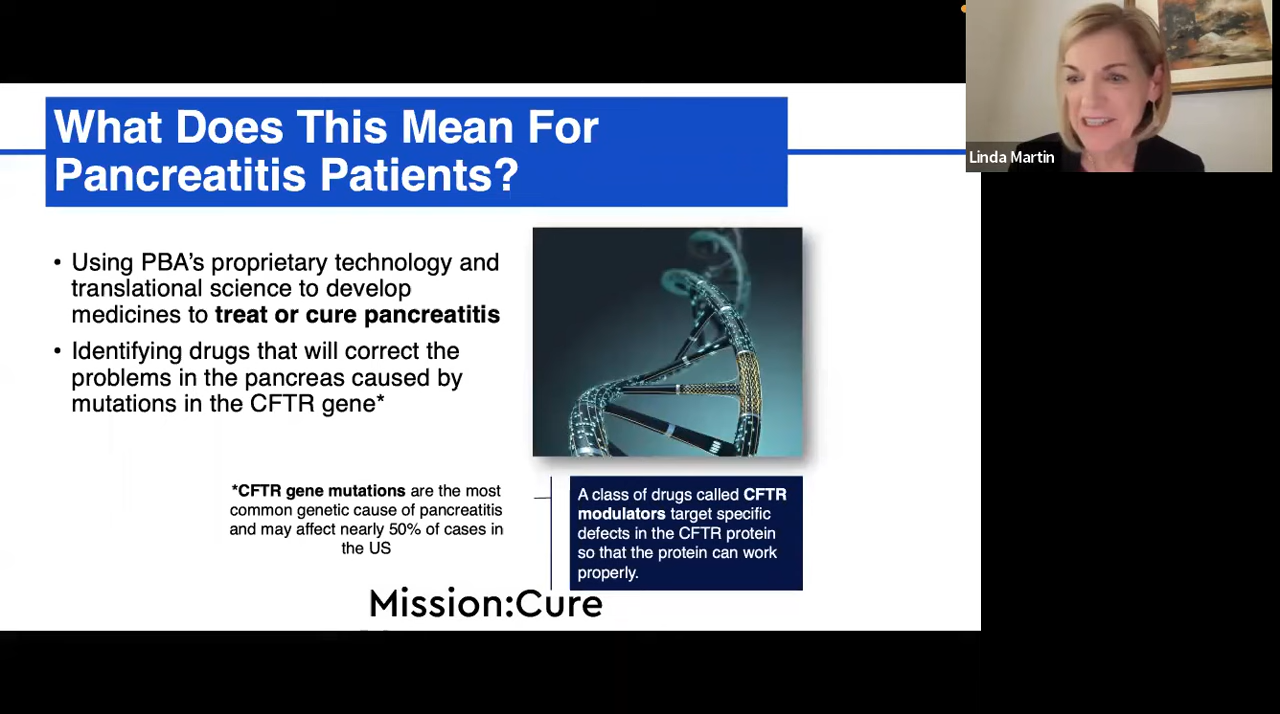 What Does This Mean For
Pancreatitis Patients?
Linda Martin
• Using PBA’s proprietary technology and
translational science to develop
medicines to treat or cure pancreatitis
• Identifying drugs that will correct the
problems in the pancreas caused by
mutations in the CFTR gene*
*CFTR gene mutations are the most
common genetic cause of pancreatitis
and may affect nearly 50% of cases in
the US
A class of drugs called CFTR
modulators target specific
defects in the CFTR protein
so that the protein can work
properly.
Mission:Cure